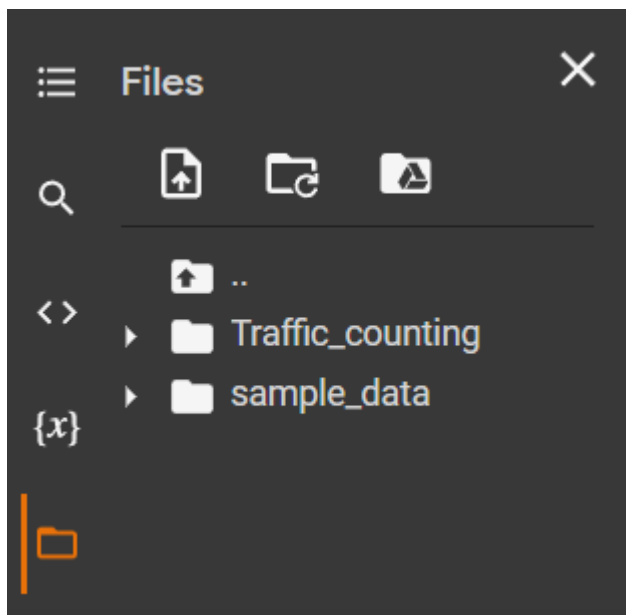 Files
..
Traffic_counting
sample_data
{x}